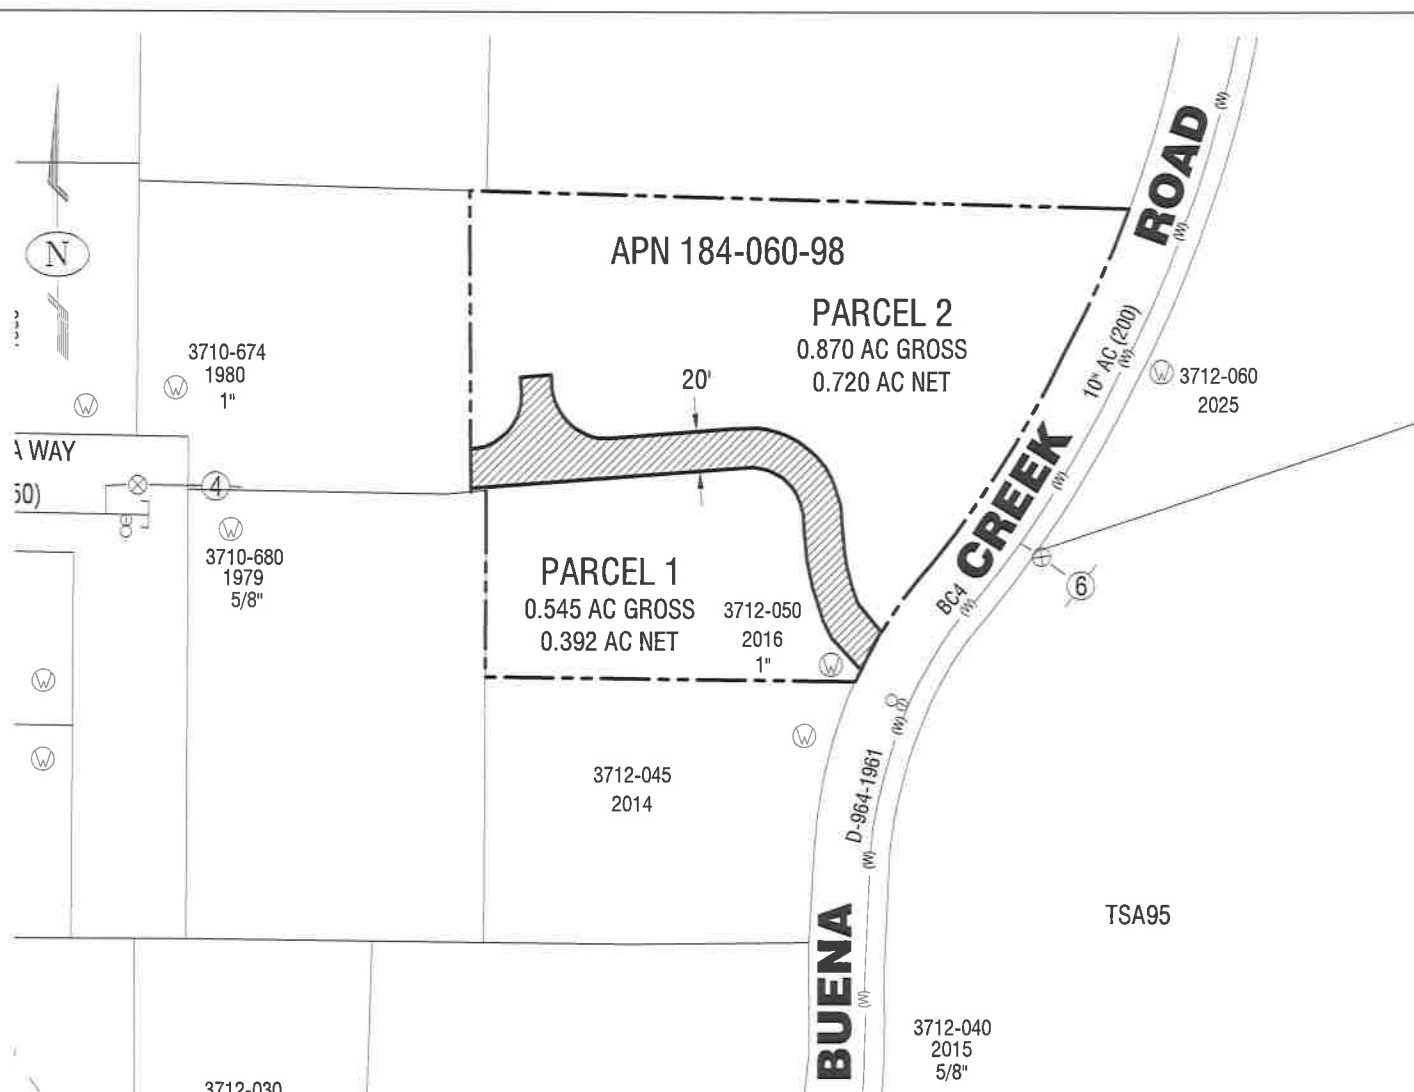 ROAD
(W)
N
APN 184-060-98
(W)
PARCEL 2
0.870 AC GROSS
0.720 AC NET
10" AC (200)
(W)
3710-674
1980
1"
W
W
20'
W
3712-060
2025
A WAY
50)
4
CREEK
(W)
W
3710-680
1979
5/8"
PARCEL 1
0.545 AC GROSS
0.392 AC NET
3712-050
2016
1"
W
BC4
(W)
6
W
W
W
(W)
3712-045
2014
D-964-1961
(W)
TSA95
BUENA
(W)
3712-040
2015
5/8"
3712-030